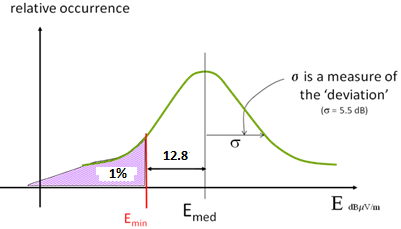 relative occurrence
σ is a measure of
the ‘deviation’
(σ = 5.5 dB)
12.8
σ
1%
E dBμV/m
Emin
Emed